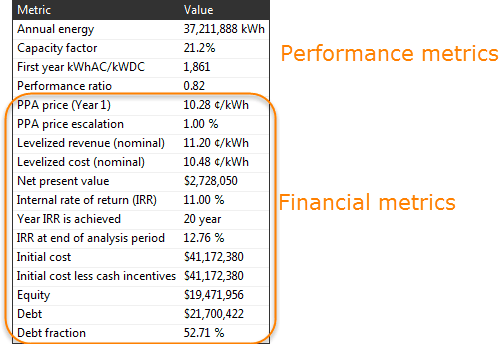 Metric Value
Annual energy 37,211,888 kWh
Capacity factor 21.2%
First year kWhAC/kWDC 1,861
Performance ratio 0.82
Performance metrics
PPA price (Year 1) 10.28 ¢/kWh
PPA price escalation 1.00 %
Levelized revenue (nominal) 11.20 ¢/kWh
Levelized cost (nominal) 10.48 ¢/kWh
Net present value $2,728,050
Internal rate of return (IRR) 11.00 %
Year IRR is achieved 20 year
IRR at end of analysis period 12.76 %
Initial cost $41,172,380
Initial cost less cash incentives $41,172,380
Equity $19,471,956
Debt $21,700,422
Debt fraction 52.71 %
Financial metrics